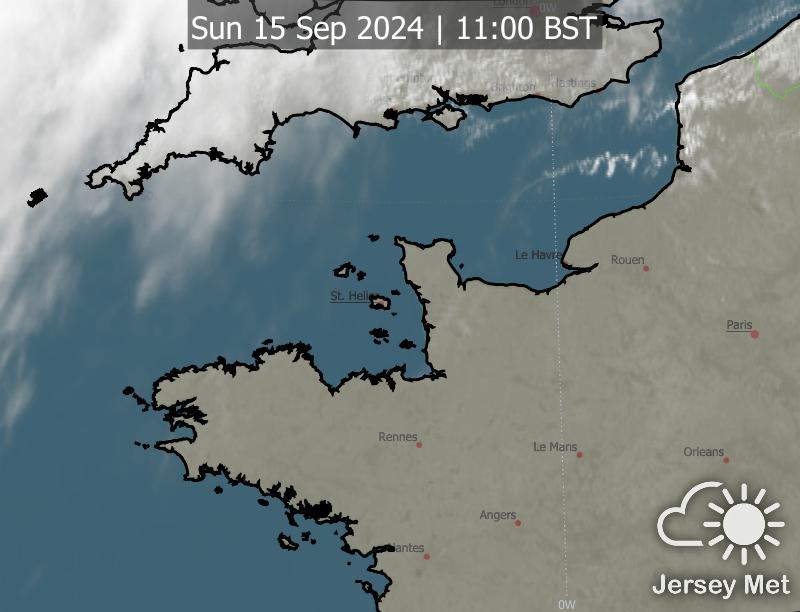 London
0W
Sun 15 Sep 2024 | 11:00 BST
Brighton
Hastings
Le Havre
Rouen
St. Helier
Paris
Rennes
Le Mans
Orleans
Angers
Nantes
0W
Jersey Met